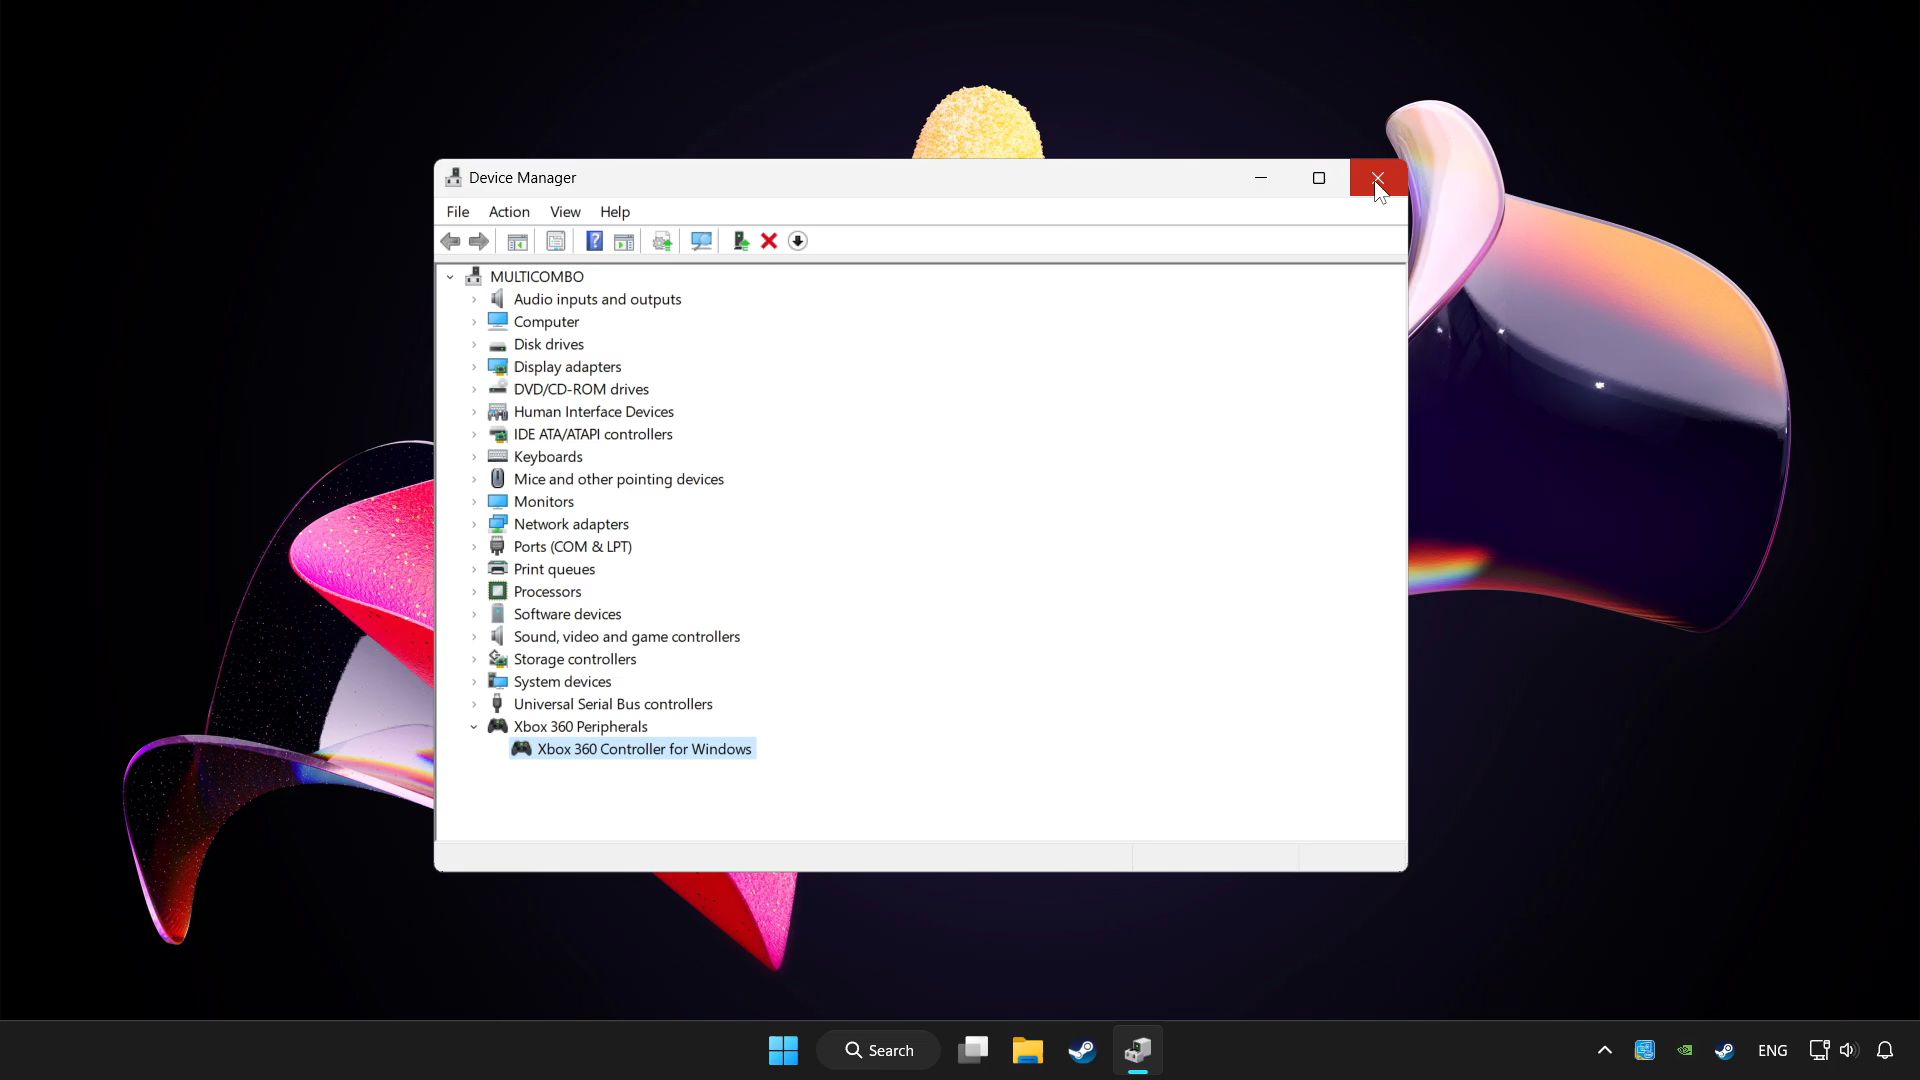 Device Manager
File Action View Help
MULTICOMBO
Audio inputs and outputs
Computer
Disk drives
Display adapters
DVD/CD-ROM drives
Human Interface Devices
IDE ATA/ATAPI controllers
Keyboards
Mice and other pointing devices
Monitors
Network adapters
Ports (COM & LPT)
Print queues
Processors
Software devices
Sound, video and game controllers
Storage controllers
System devices
Universal Serial Bus controllers
Xbox 360 Peripherals
Xbox 360 Controller for Windows
Search
ENG